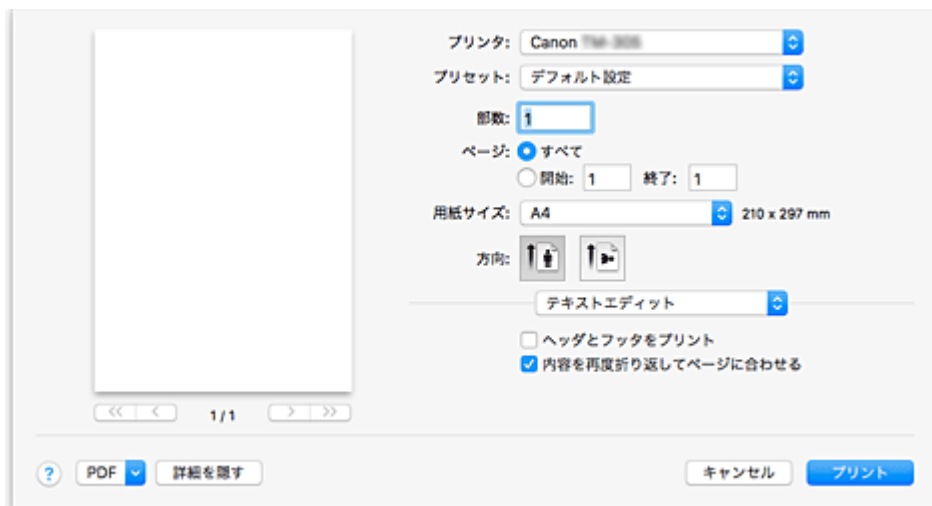 プリンタ: Canon
プリセット: デフォルト設定
部数: 1
ページ: すべて
開始: 1 終了: 1
用紙サイズ: A4 210 x 297 mm
方向:
テキストエディット
ヘッダとフッタをプリント
内容を再度折り返してページに合わせる
<< < 1 / 1 > >>
? PDF 詳細を隠す キャンセル プリント